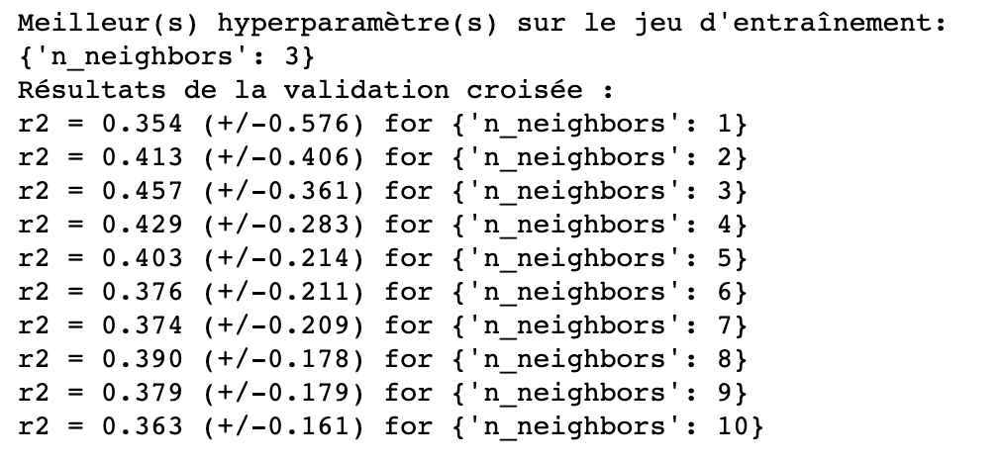 Meilleur(s) hyperparamètre(s) sur le jeu d'entraînement:
{'n_neighbors': 3}
Résultats de la validation croisée :
r2 = 0.354 (+/-0.576) for {'n_neighbors': 1}
r2 = 0.413 (+/-0.406) for {'n_neighbors': 2}
r2 = 0.457 (+/-0.361) for {'n_neighbors': 3}
r2 = 0.429 (+/-0.283) for {'n_neighbors': 4}
r2 = 0.403 (+/-0.214) for {'n_neighbors': 5}
r2 = 0.376 (+/-0.211) for {'n_neighbors': 6}
r2 = 0.374 (+/-0.209) for {'n_neighbors': 7}
r2 = 0.390 (+/-0.178) for {'n_neighbors': 8}
r2 = 0.379 (+/-0.179) for {'n_neighbors': 9}
r2 = 0.363 (+/-0.161) for {'n_neighbors': 10}